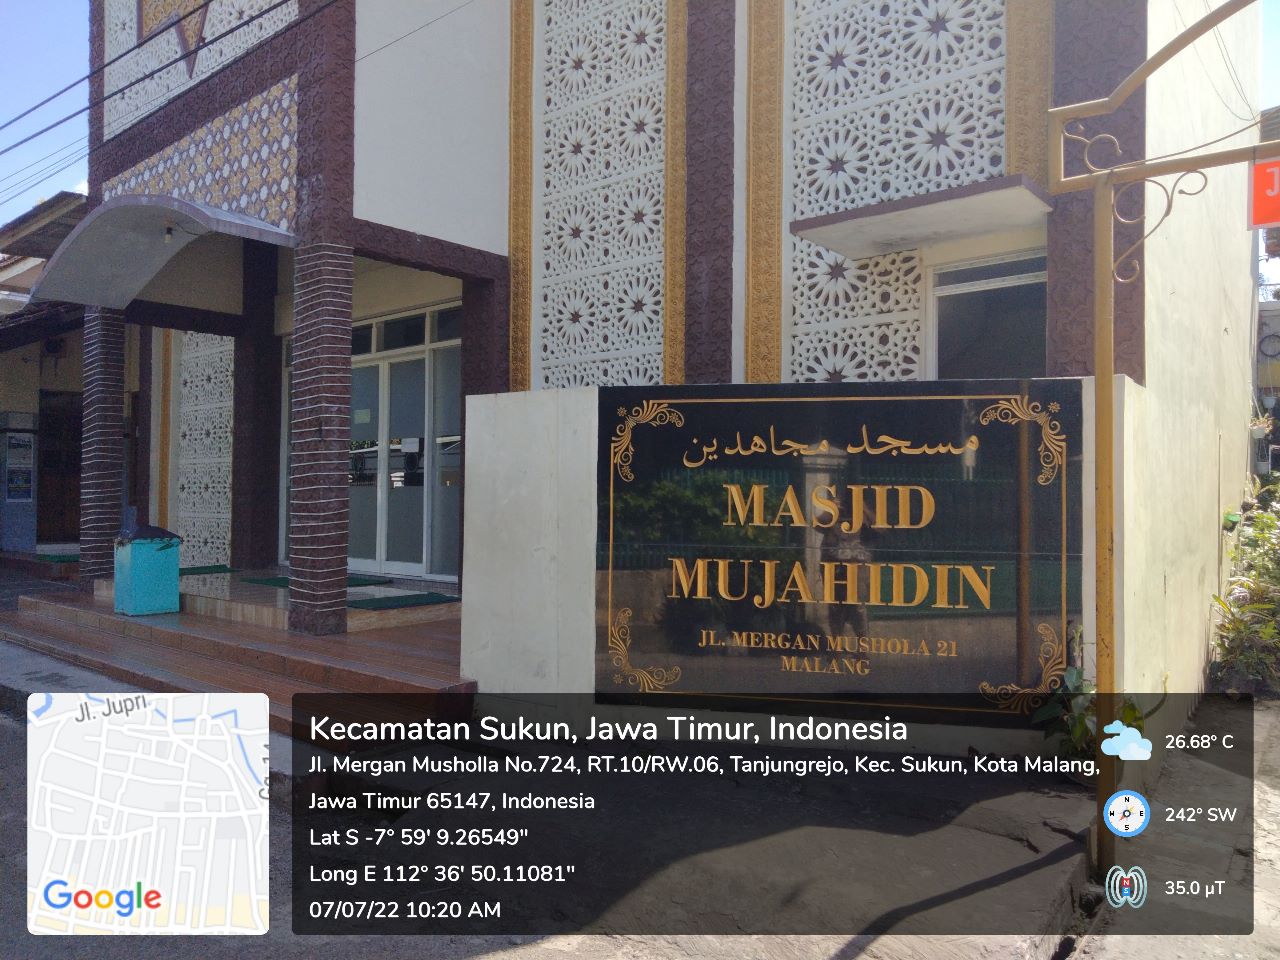 مسجد مجاهدين
MASJID
MUJAHIDIN
JL. MERGAN MUSHOLA 21
MALANG
J
Jl. Jupri
Google
Kecamatan Sukun, Jawa Timur, Indonesia
Jl. Mergan Musholla No.724, RT.10/RW.06, Tanjungrejo, Kec. Sukun, Kota Malang,
Jawa Timur 65147, Indonesia
Lat S -7° 59' 9.26549"
Long E 112° 36' 50.11081"
07/07/22 10:20 AM
26.68° C
N
W E
S
242° SW
N
S
35.0 µT